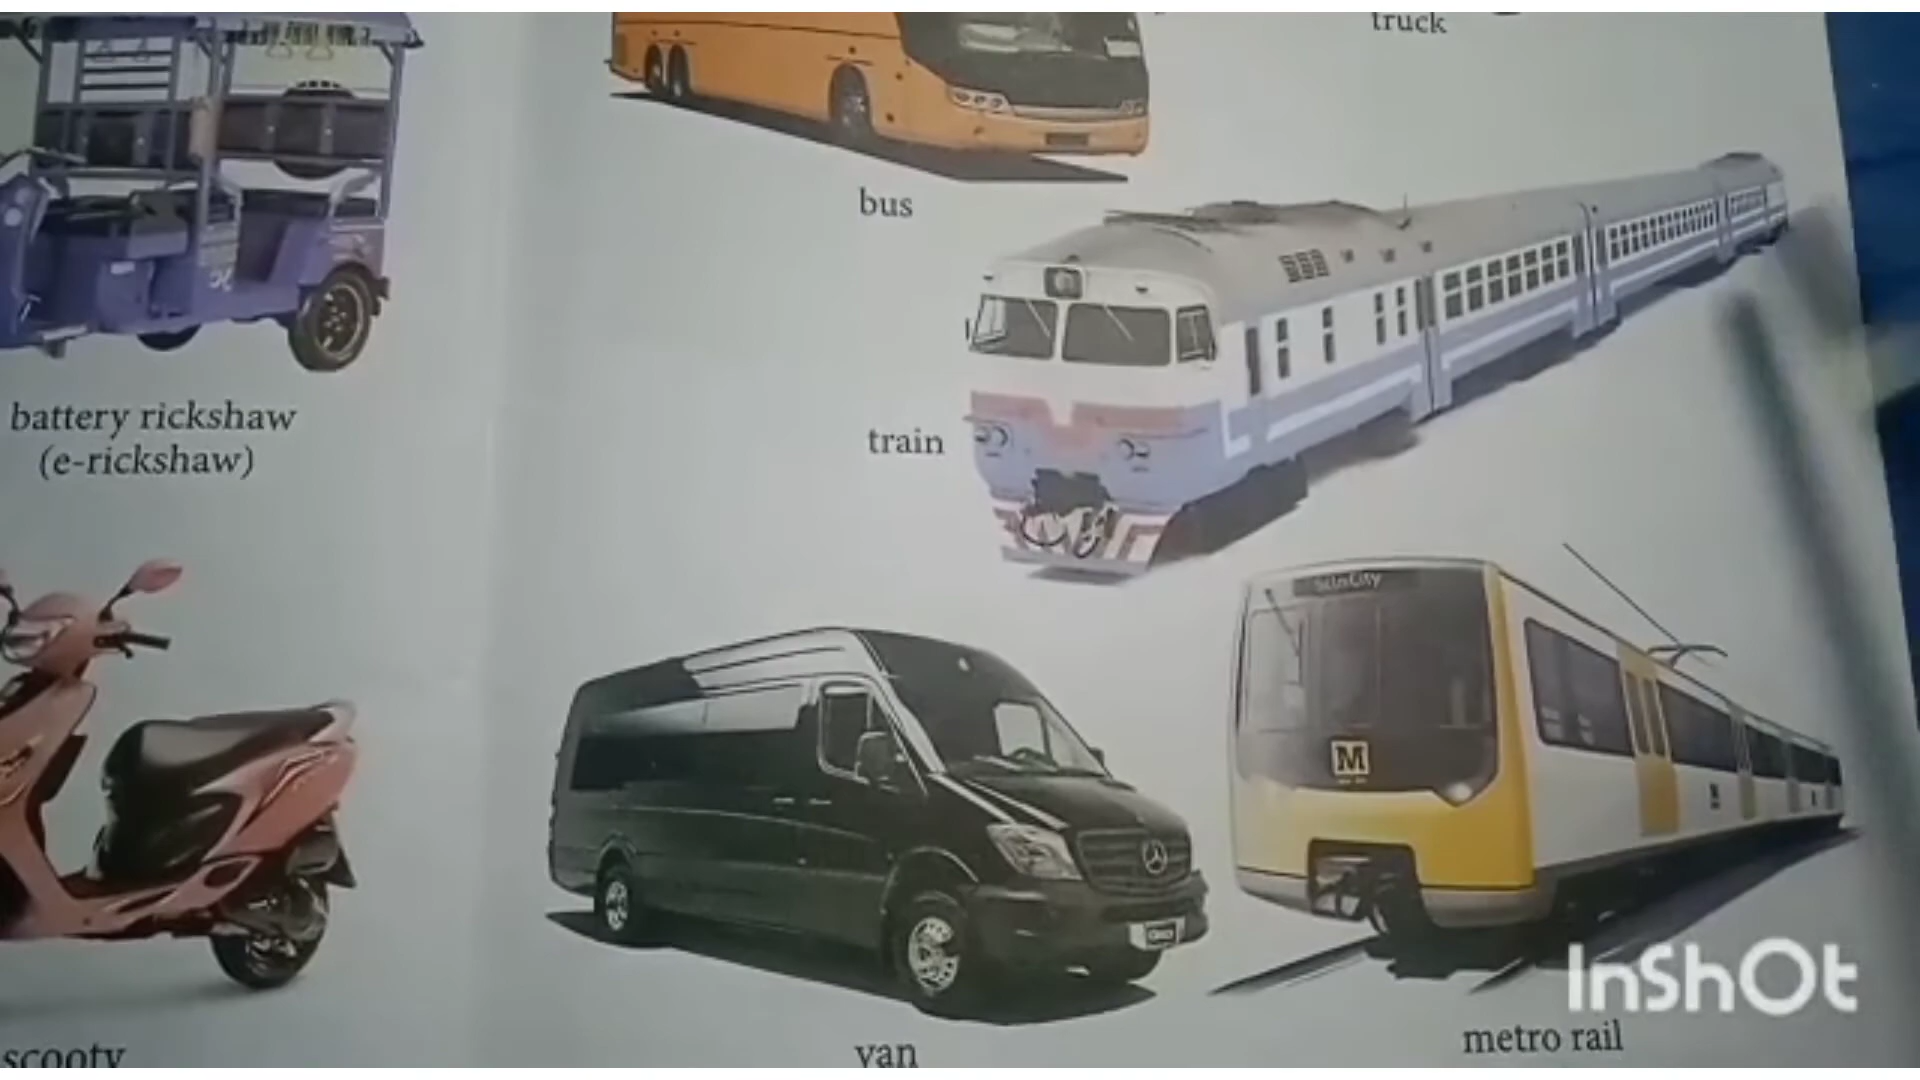 truck
bus
battery rickshaw
(e-rickshaw)
train
M
scooty
van
metro rail
InShOt